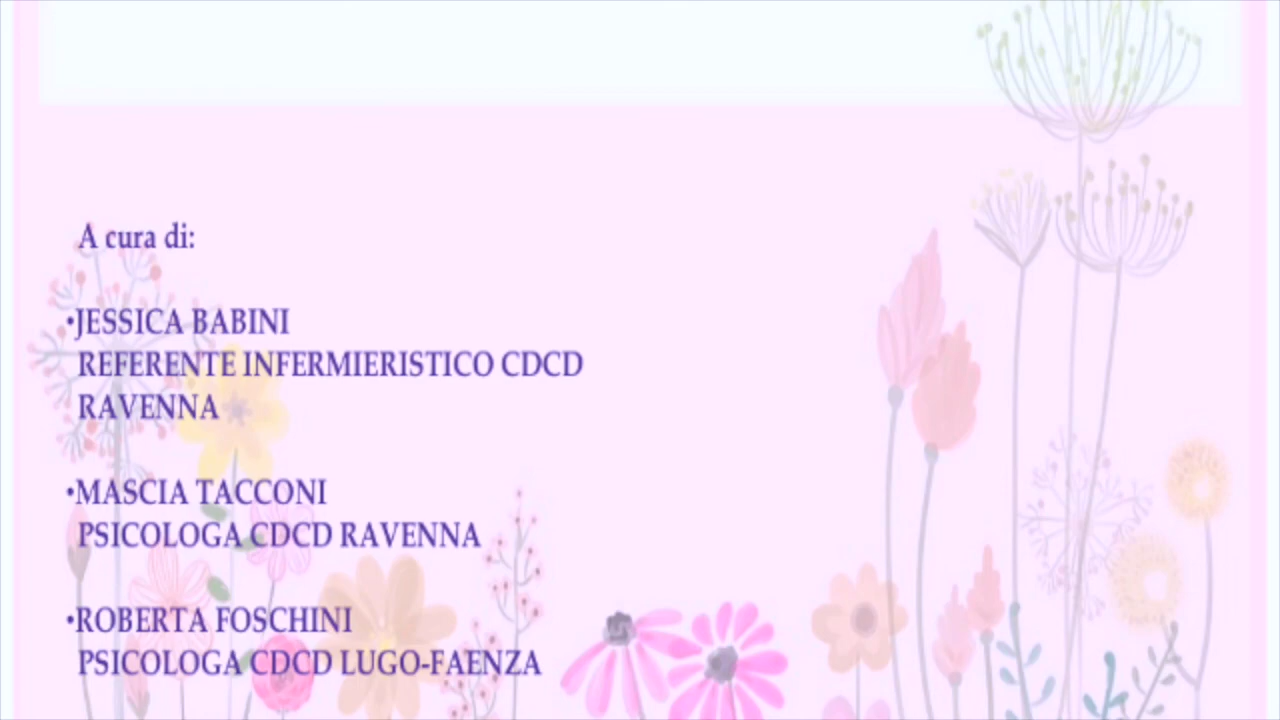 A cura di:
•JESSICA BABINI
REFERENTE INFERMIERISTICO CDCD
RAVENNA
•MASCIA TACCONI
PSICOLOGA CDCD RAVENNA
•ROBERTA FOSCHINI
PSICOLOGA CDCD LUGO-FAENZA